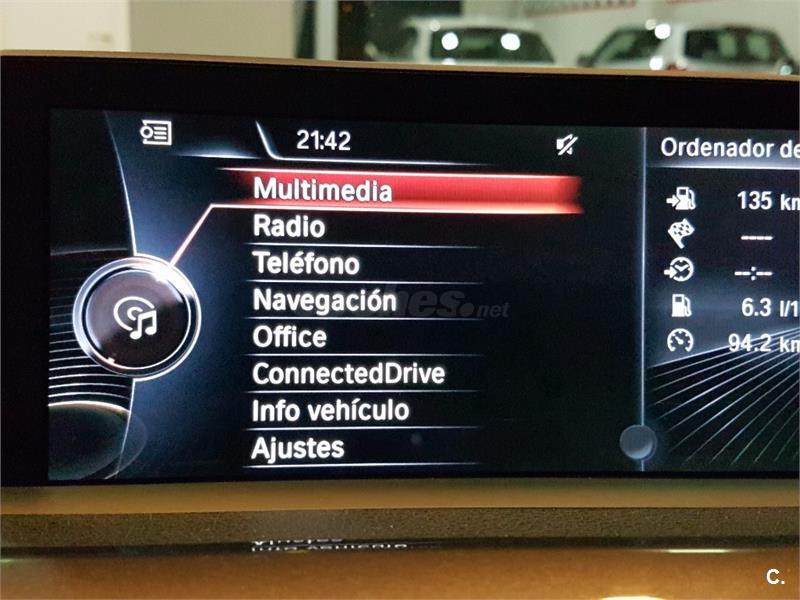 21:42
Multimedia
Radio
Teléfono
Navegación
Office
ConnectedDrive
Info vehículo
Ajustes
Ordenador de
135 km
----
--:--
6.3 l/1
94.2 km
.net
C.